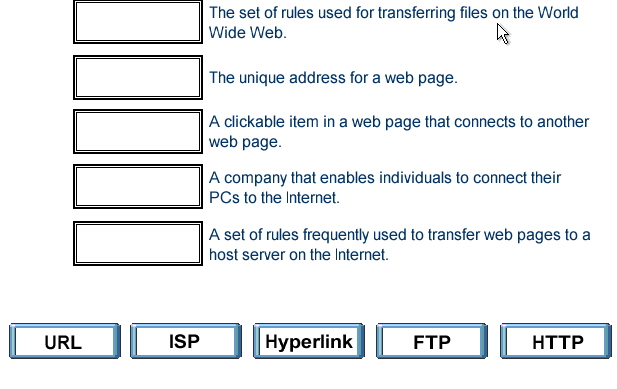 The set of rules used for transferring files on the World
Wide Web.
The unique address for a web page.
A clickable item in a web page that connects to another
web page.
A company that enables individuals to connect their
PCs to the Internet.
A set of rules frequently used to transfer web pages to a
host server on the Internet.
URL ISP Hyperlink FTP HTTP